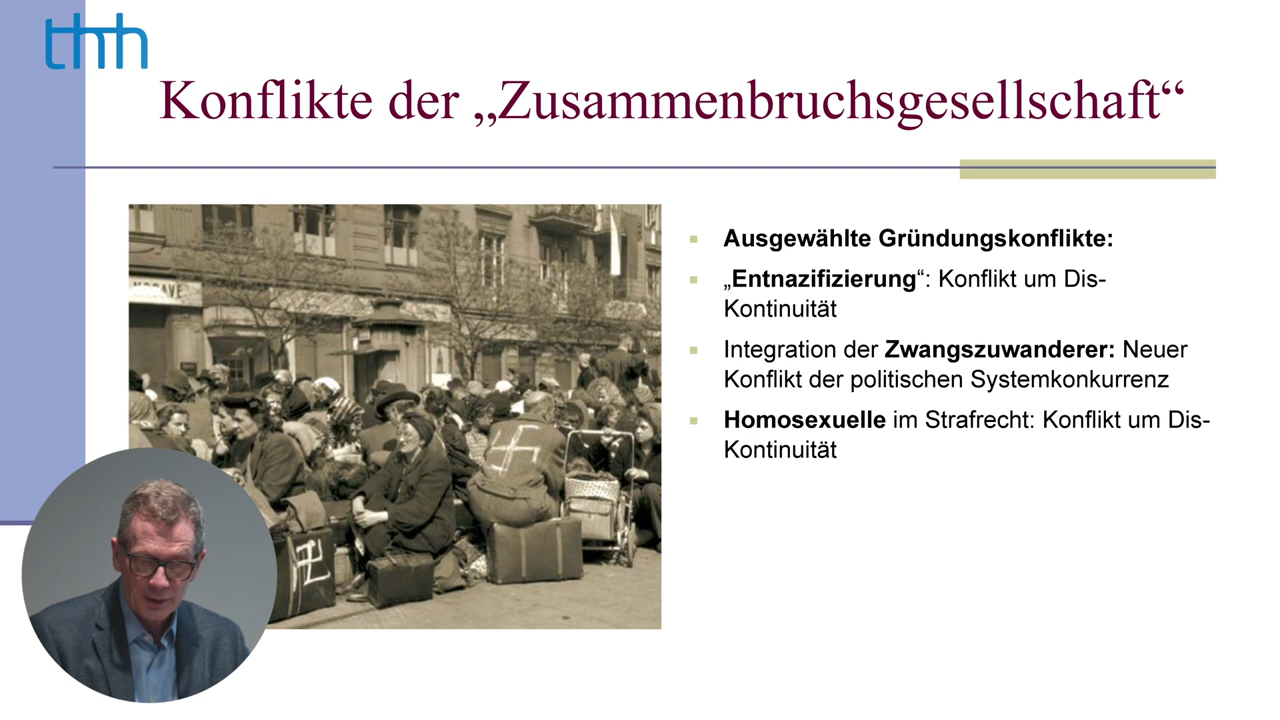 thh
Konflikte der „Zusammenbruchsgesellschaft“
Ausgewählte Gründungskonflikte:
„Entnazifizierung“: Konflikt um Dis-
Kontinuität
Integration der Zwangszuwanderer: Neuer
Konflikt der politischen Systemkonkurrenz
Homosexuelle im Strafrecht: Konflikt um Dis-
Kontinuität